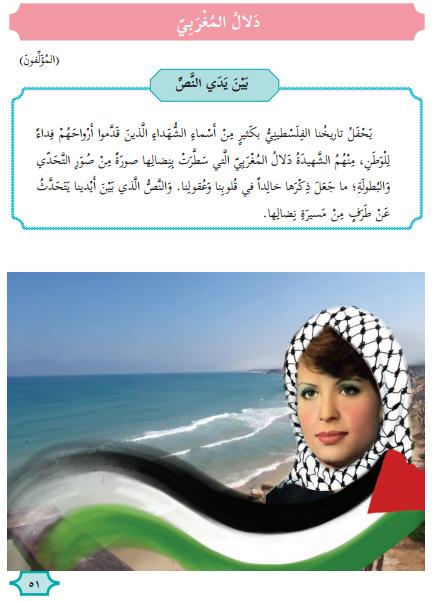 دَلالُ المُغْرَبِيّ
(المُؤَلِّفونَ)
بَيْنَ يَدَيِ النَّصِّ
يَحْفَلُ تاريخُنا الفِلَسْطينِيُّ بِكَثيرٍ مِنْ أَسْماءِ الشُّهَداءِ الَّذينَ قَدَّموا أَرْواحَهُمْ فِداءً
لِلْوَطَنِ، مِنْهُمُ الشَّهيدَةُ دَلالُ المُغْرَبِيّ الَّتي سَطَّرَتْ بِنِضالِها صورَةً مِنْ صُوَرِ التَّحَدّي
وَالبُطولَةِ؛ ما جَعَلَ ذِكْرَها خالِداً في قُلوبِنا وَعُقولِنا. وَالنَّصُّ الَّذي بَيْنَ أَيْدينا يَتَحَدَّثُ
عَنْ طَرَفٍ مِنْ مَسيرَةِ نِضالِها.
٥١